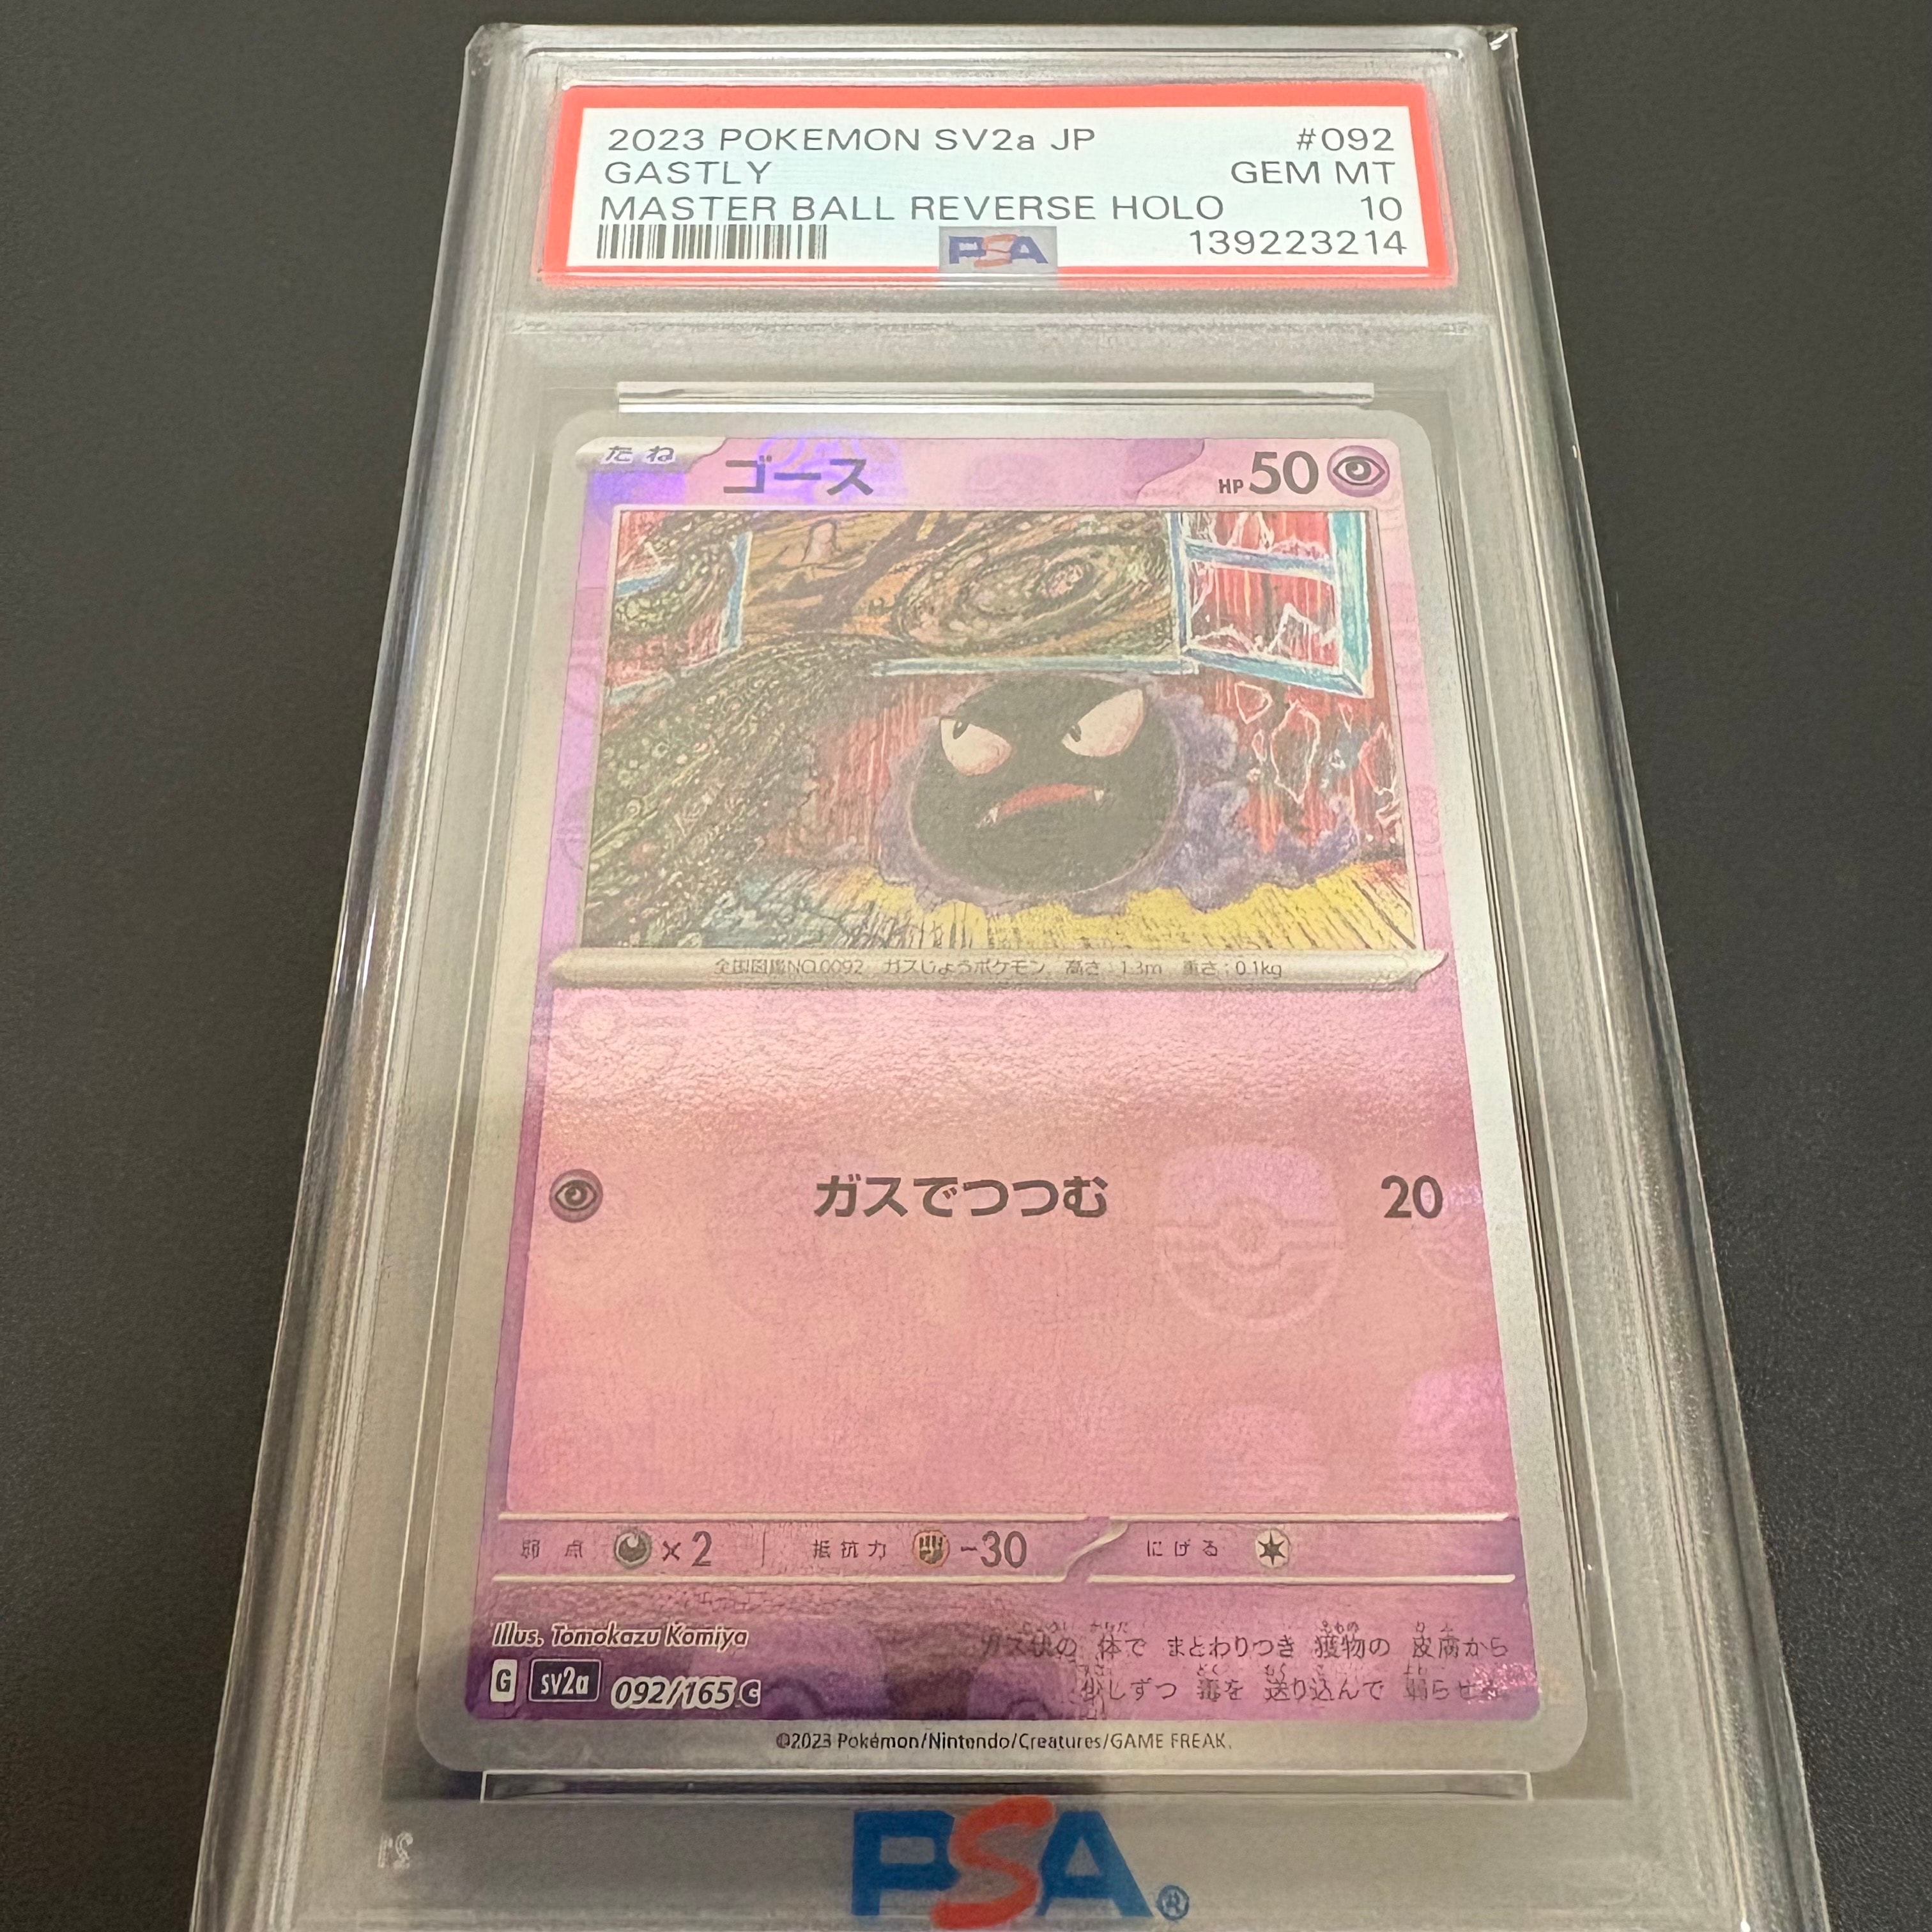 2023 POKEMON SV2a JP #092
GASTLY GEM MT
MASTER BALL REVERSE HOLO 10
PSA 139223214
たね ゴース HP 50
全国図鑑NO.0092 ガスじょうポケモン 高さ:1.3m 重さ:0.1kg
ガスでつつむ 20
弱点 ×2 抵抗力 -30 にげる
Illus. Tomokazu Komiya
ガス状の 体で まとわりつき 獲物の 皮膚から
少しずつ 毒を 送り込んで 弱らせる
G sv2a 092/165 C
©2023 Pokémon/Nintendo/Creatures/GAME FREAK.
PSA®